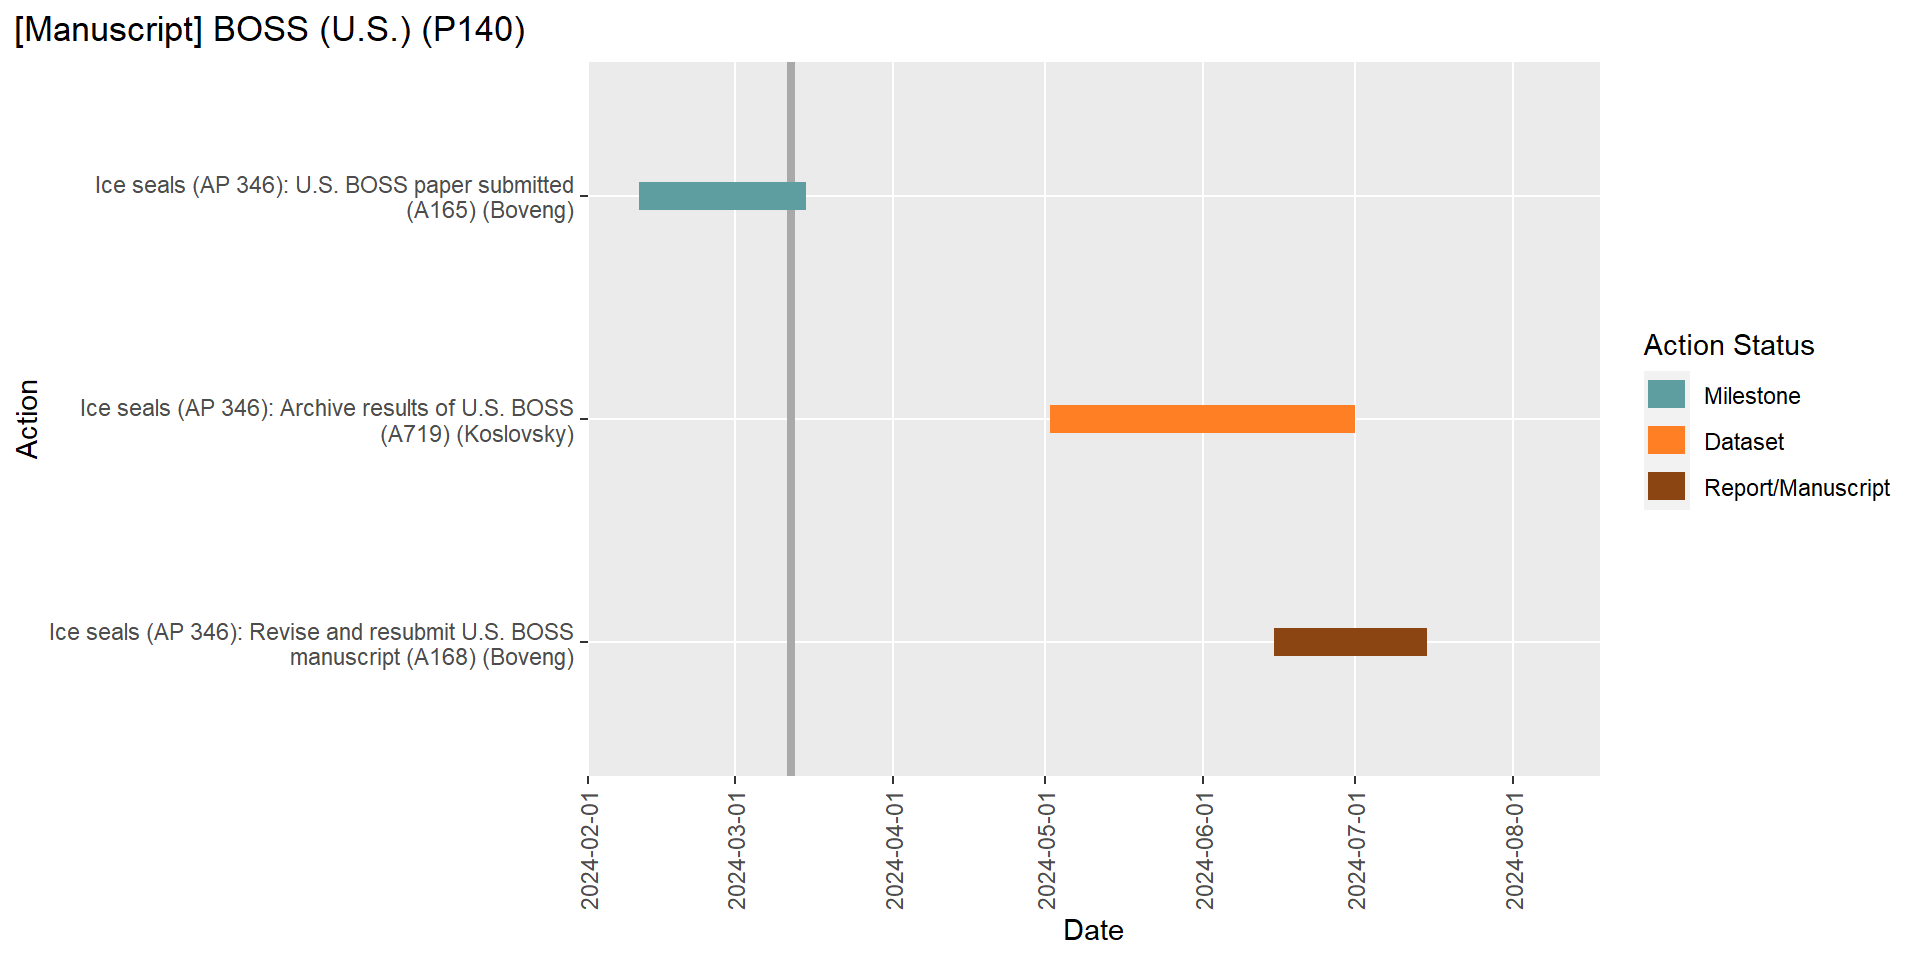 [Manuscript] BOSS (U.S.) (P140)
Ice seals (AP 346): U.S. BOSS paper submitted
(A165) (Boveng)
Ice seals (AP 346): Archive results of U.S. BOSS
(A719) (Koslovsky)
Ice seals (AP 346): Revise and resubmit U.S. BOSS
manuscript (A168) (Boveng)
Action
2024-02-01
2024-03-01
2024-04-01
2024-05-01
2024-06-01
2024-07-01
2024-08-01
Date
Action Status
Milestone
Dataset
Report/Manuscript